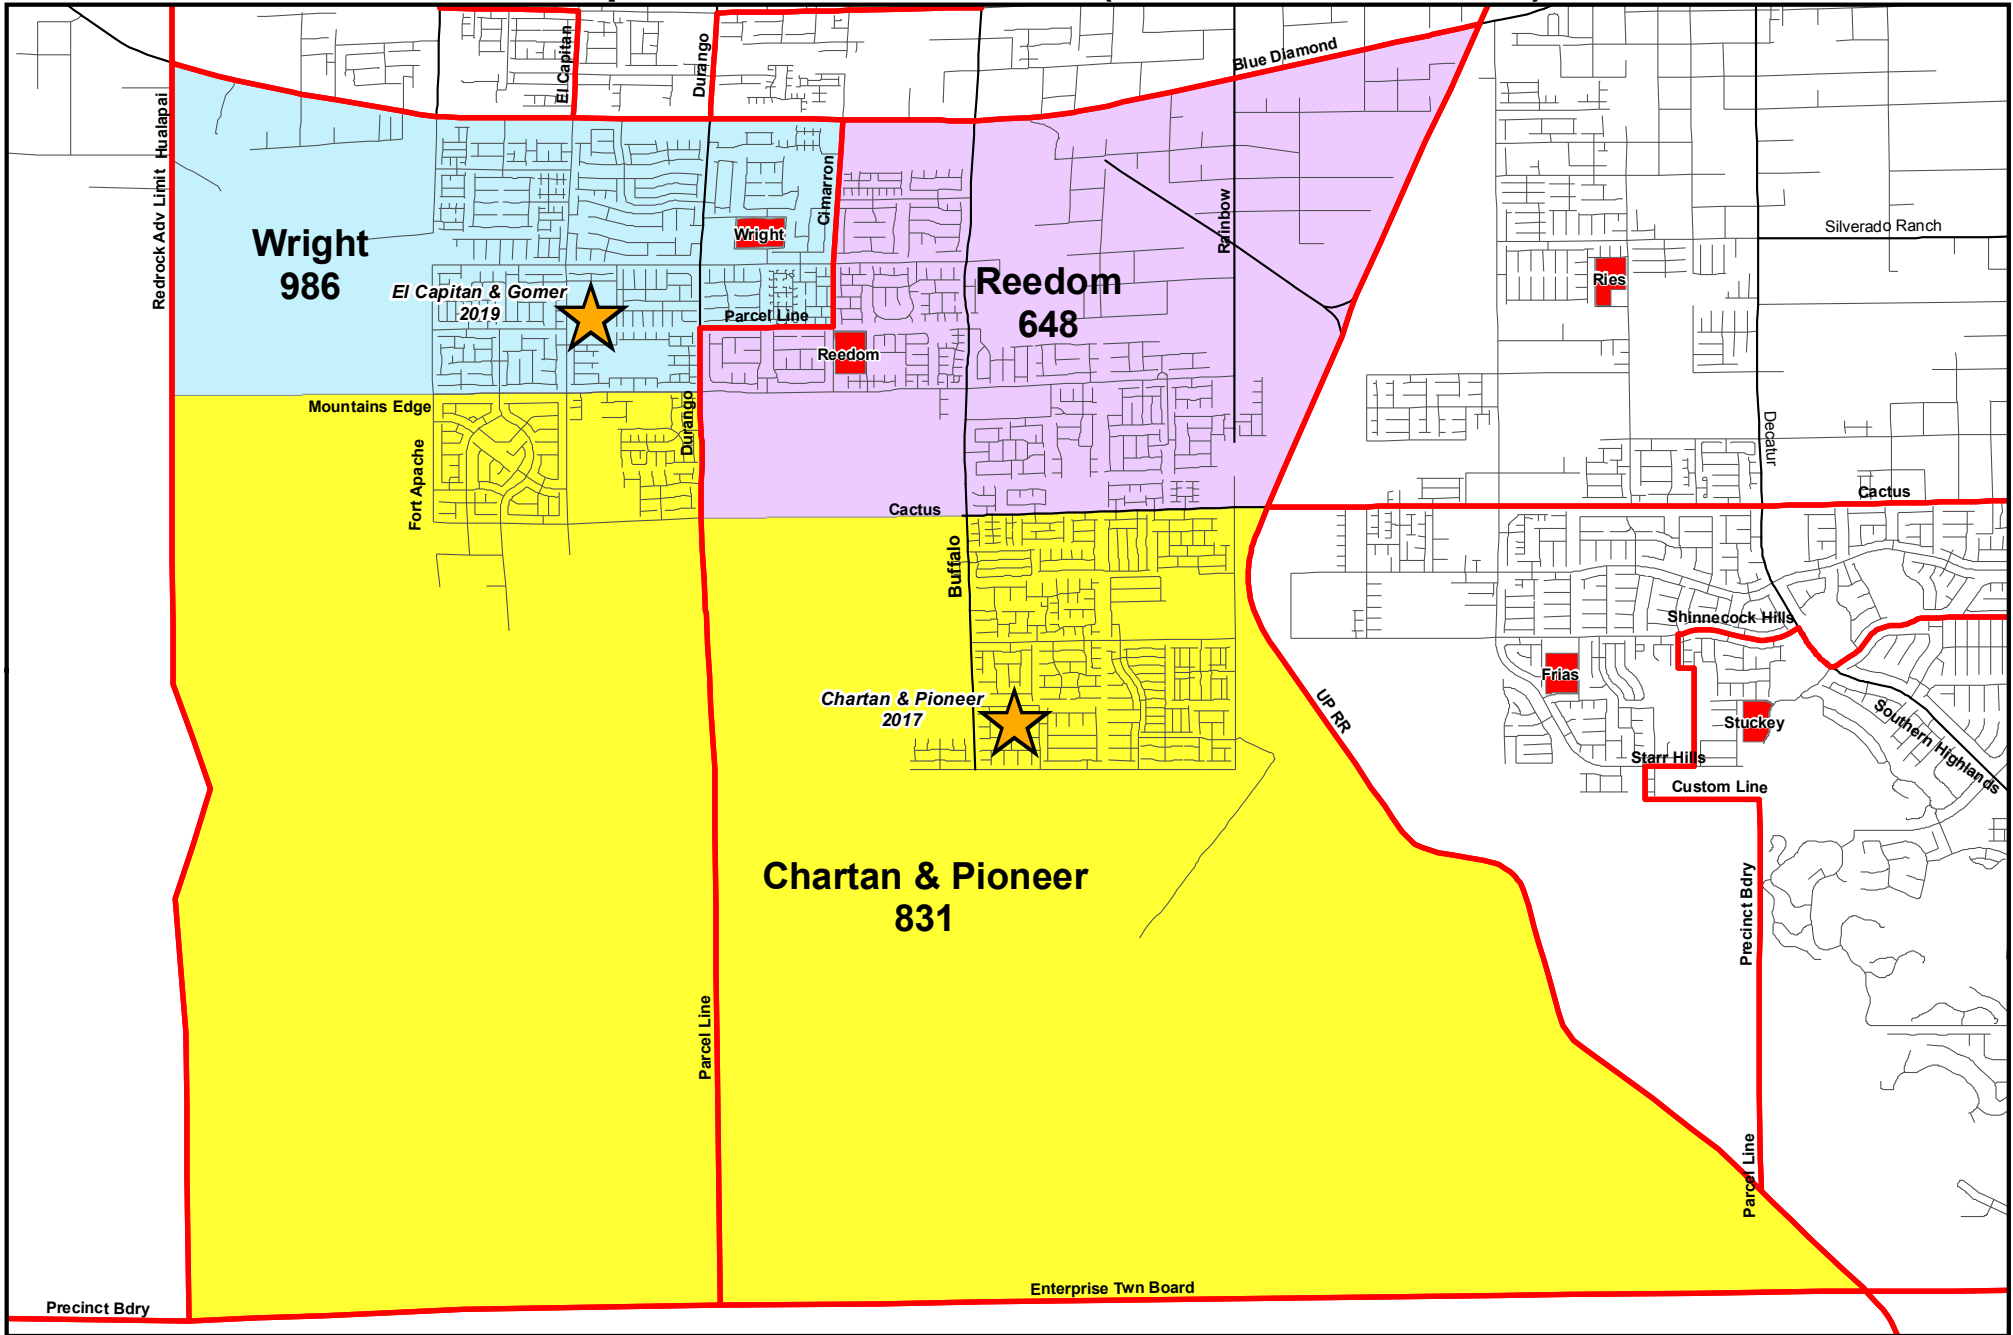 El Capitan
Durango
Blue Diamond
Redrock Adv Limit Hualapai
Cimarron
Wright
Rainbow
Silverado Ranch
Wright
986
Reedom
648
Ries
El Capitan & Gomer
2019
Parcel Line
Reedom
Mountains Edge
Durango
Fort Apache
Decatur
Cactus
Cactus
Buffalo
Shinnecock Hills
Frias
Chartan & Pioneer
2017
UP RR
Stuckey
Southern Highlands
Starr Hills
Custom Line
Chartan & Pioneer
831
Precinct Bdry
Parcel Line
Parcel Line
Enterprise Twn Board
Precinct Bdry